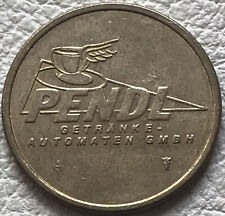 PENDL
GETRÄNKE-
AUTOMATEN GMBH